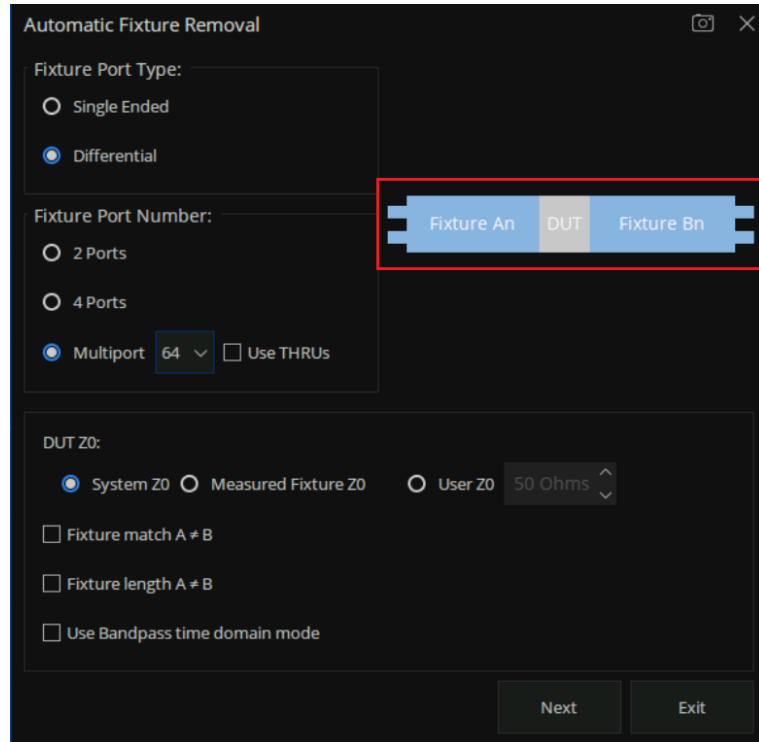 Automatic Fixture Removal
Fixture Port Type:
Single Ended
Differential
Fixture An DUT Fixture Bn
Fixture Port Number:
2 Ports
4 Ports
Multiport 64 Use THRUs
DUT Z0:
System Z0 Measured Fixture Z0 User Z0 50 Ohms
Fixture match A ≠ B
Fixture length A ≠ B
Use Bandpass time domain mode
Next Exit